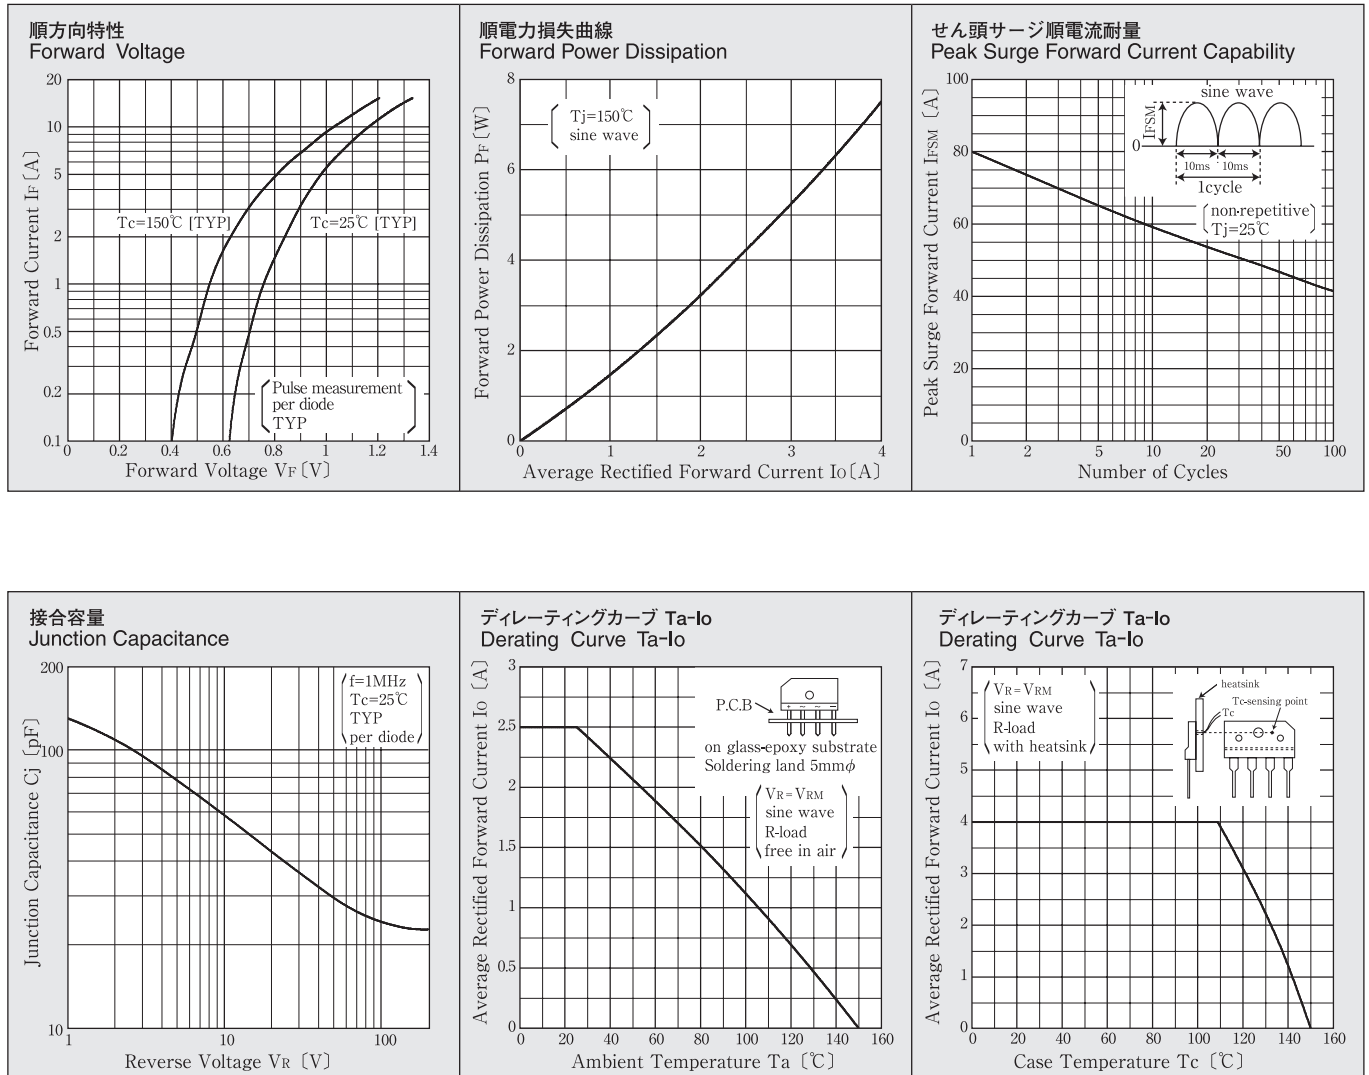 順方向特性
Forward Voltage
Forward Current IF〔A〕
20
10
5
2
1
0.5
0.2
0.1
Tc=150℃ [TYP]
Tc=25℃ [TYP]
Pulse measurement
per diode
TYP
0 0.2 0.4 0.6 0.8 1.0 1.2 1.4
Forward Voltage VF〔V〕
順電力損失曲線
Forward Power Dissipation
Forward Power Dissipation PF〔W〕
8
6
4
2
0
Tj=150℃
sine wave
0 1 2 3 4
Average Rectified Forward Current Io〔A〕
せん頭サージ順電流耐量
Peak Surge Forward Current Capability
Peak Surge Forward Current IFSM〔A〕
100
80
60
40
20
0
sine wave
IFSM
0
10ms 10ms
1cycle
non-repetitive
Tj=25℃
1 2 5 10 20 50 100
Number of Cycles
接合容量
Junction Capacitance
Junction Capacitance Cj〔pF〕
200
100
10
f=1MHz
Tc=25℃
TYP
per diode
1 10 100
Reverse Voltage VR〔V〕
ディレーティングカーブ Ta-Io
Derating Curve Ta-Io
Average Rectified Forward Current Io〔A〕
3
2.5
2
1.5
1
0.5
0
P.C.B
+ ~ ~ −
on glass-epoxy substrate
Soldering land 5mmφ
VR=VRM
sine wave
R-load
free in air
0 20 40 60 80 100 120 140 160
Ambient Temperature Ta〔℃〕
ディレーティングカーブ Ta-Io
Derating Curve Ta-Io
Average Rectified Forward Current Io〔A〕
7
6
5
4
3
2
1
0
VR=VRM
sine wave
R-load
with heatsink
heatsink
Tc-sensing point
Tc
0 20 40 60 80 100 120 140 160
Case Temperature Tc〔℃〕